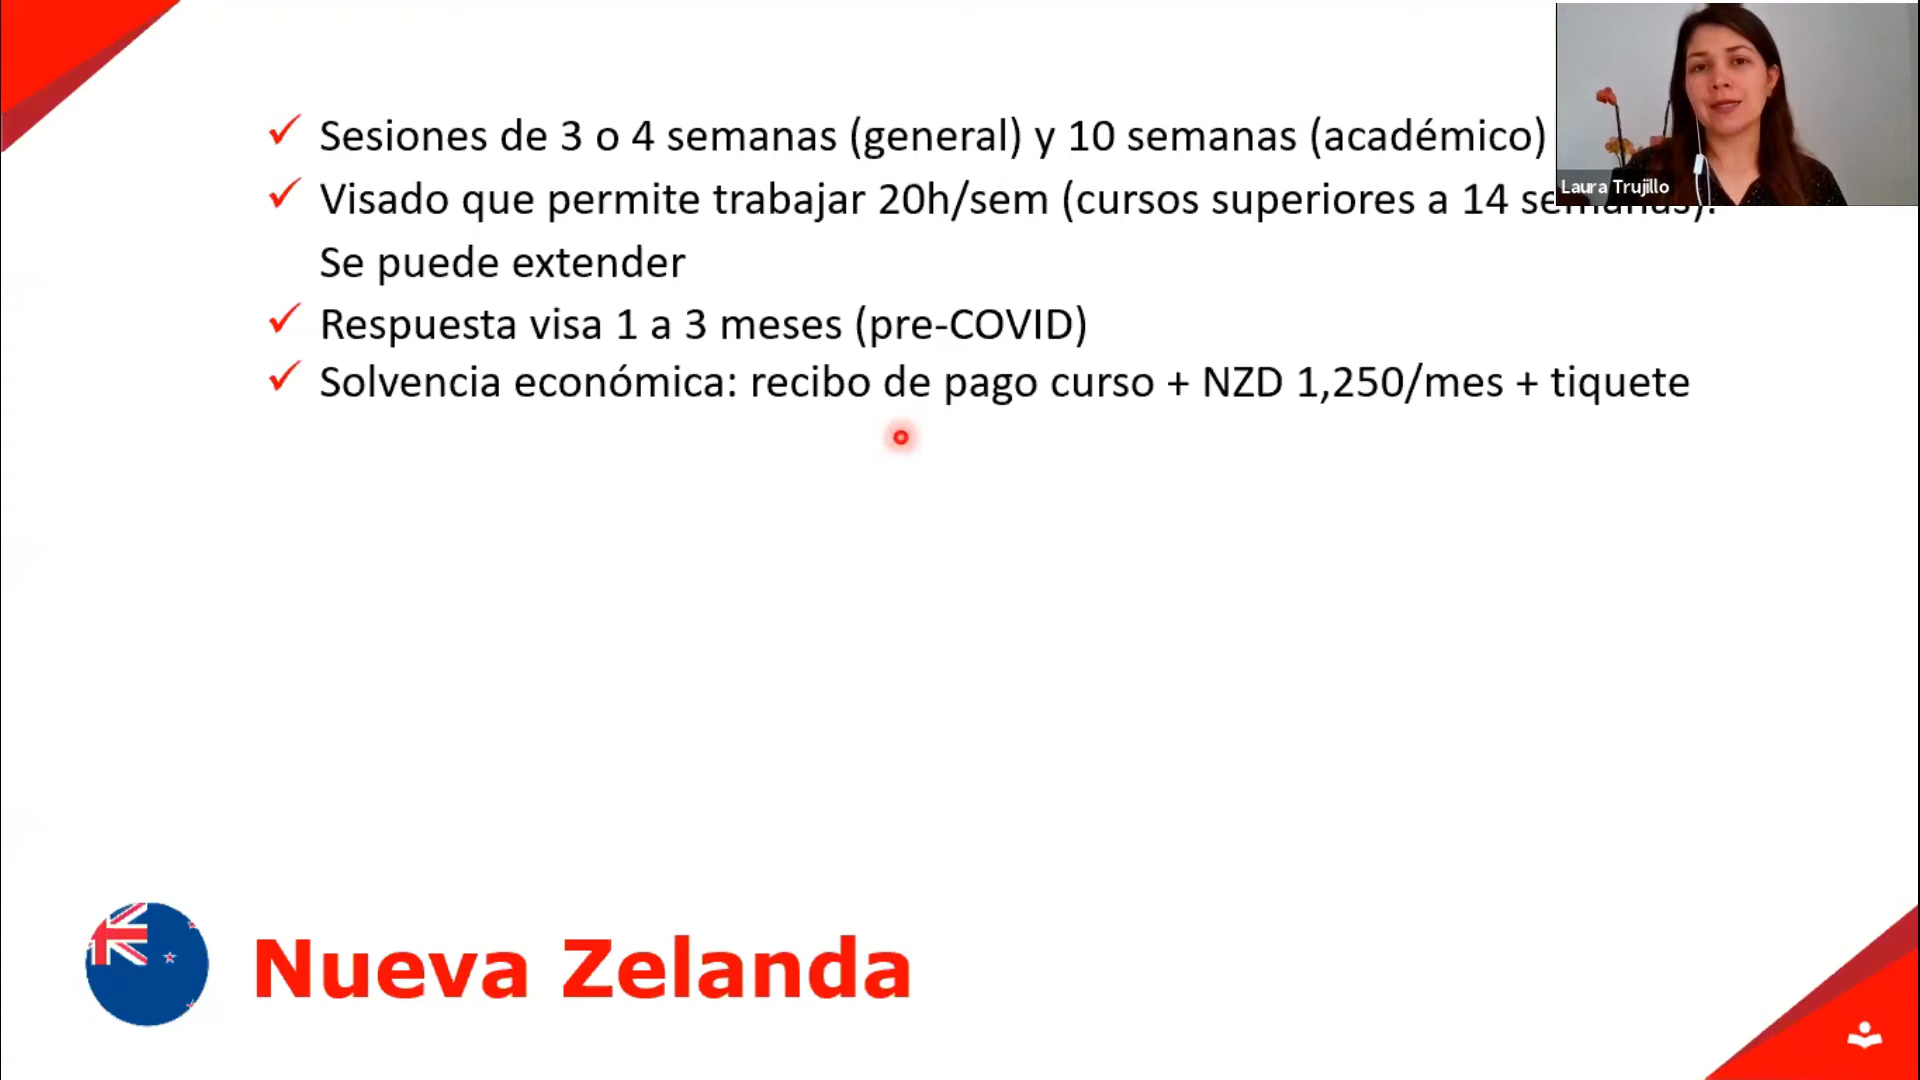 Sesiones de 3 o 4 semanas (general) y 10 semanas (académico)
Visado que permite trabajar 20h/sem (cursos superiores a 14 semanas).
Se puede extender
Respuesta visa 1 a 3 meses (pre-COVID)
Solvencia económica: recibo de pago curso + NZD 1,250/mes + tiquete
Laura Trujillo
Nueva Zelanda